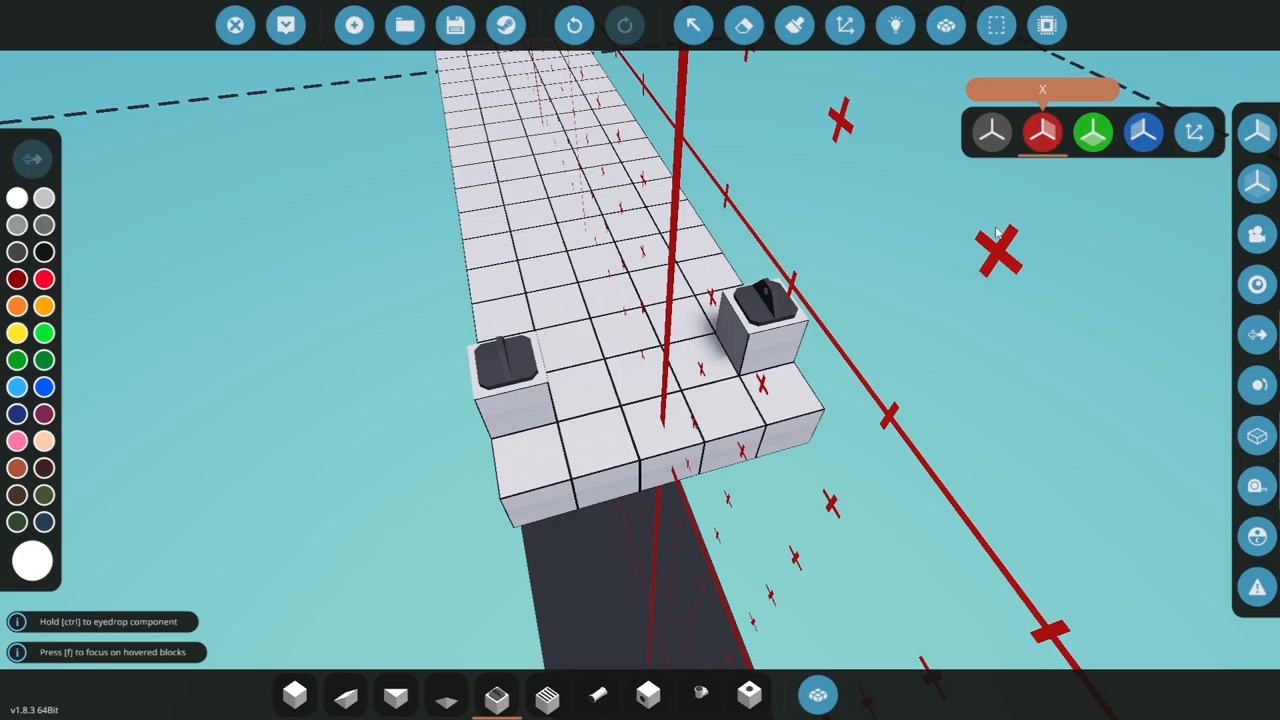 X
Hold [ctrl] to eyedrop component
Press [f] to focus on hovered blocks
v1.8.3 64Bit